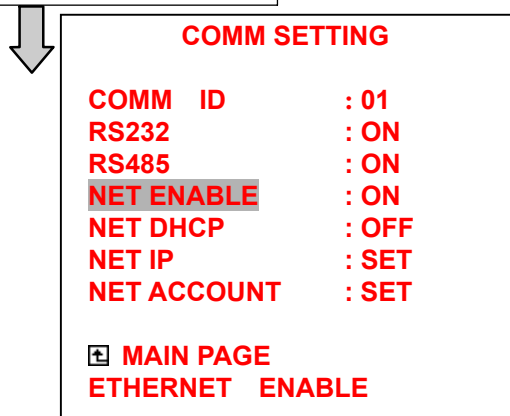 COMM SETTING
COMM ID : 01
RS232 : ON
RS485 : ON
NET ENABLE : ON
NET DHCP : OFF
NET IP : SET
NET ACCOUNT : SET
MAIN PAGE
ETHERNET ENABLE